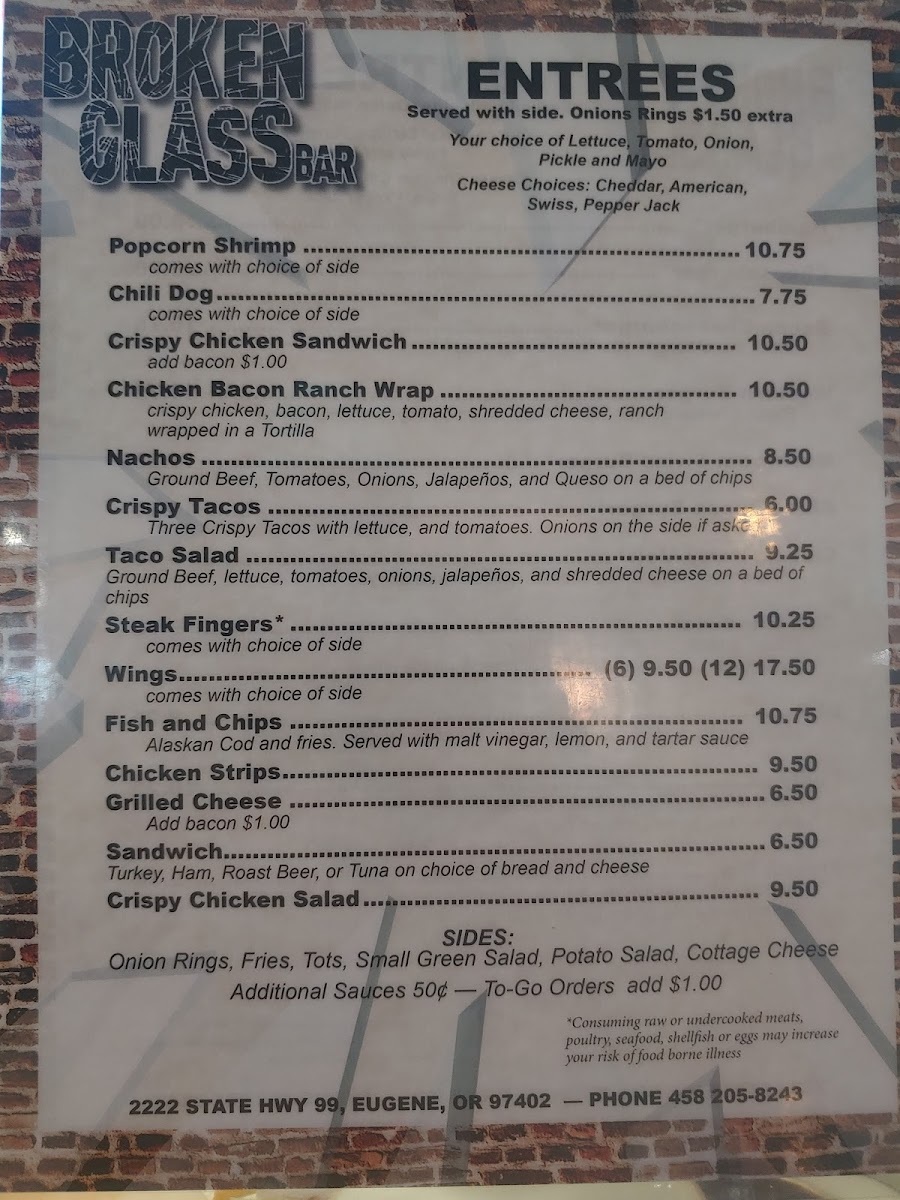 BROKEN
GLASS BAR
ENTREES
Served with side. Onions Rings $1.50 extra
Your choice of Lettuce, Tomato, Onion,
Pickle and Mayo
Cheese Choices: Cheddar, American,
Swiss, Pepper Jack
Popcorn Shrimp ........ 10.75
comes with choice of side
Chili Dog ........ 7.75
comes with choice of side
Crispy Chicken Sandwich ........ 10.50
add bacon $1.00
Chicken Bacon Ranch Wrap ........ 10.50
crispy chicken, bacon, lettuce, tomato, shredded cheese, ranch
wrapped in a Tortilla
Nachos ........ 8.50
Ground Beef, Tomatoes, Onions, Jalapeños, and Queso on a bed of chips
Crispy Tacos ........ 6.00
Three Crispy Tacos with lettuce, and tomatoes. Onions on the side if
Taco Salad ........ 9.25
Ground Beef, lettuce, tomatoes, onions, jalapeños, and shredded cheese on a bed of
chips
Steak Fingers* ........ 10.25
comes with choice of side
Wings ........ (6) 9.50 (12) 17.50
comes with choice of side
Fish and Chips ........ 10.75
Alaskan Cod and fries. Served with malt vinegar, lemon, and tartar sauce
Chicken Strips ........ 9.50
Grilled Cheese ........ 6.50
Add bacon $1.00
Sandwich ........ 6.50
Turkey, Ham, Roast Beer, or Tuna on choice of bread and cheese
Crispy Chicken Salad ........ 9.50
SIDES:
Onion Rings, Fries, Tots, Small Green Salad, Potato Salad, Cottage Cheese
Additional Sauces 50¢ — To-Go Orders add $1.00
*Consuming raw or undercooked meats,
poultry, seafood, shellfish or eggs may increase
your risk of food borne illness
2222 STATE HWY 99, EUGENE, OR 97402 — PHONE 458 205-8243